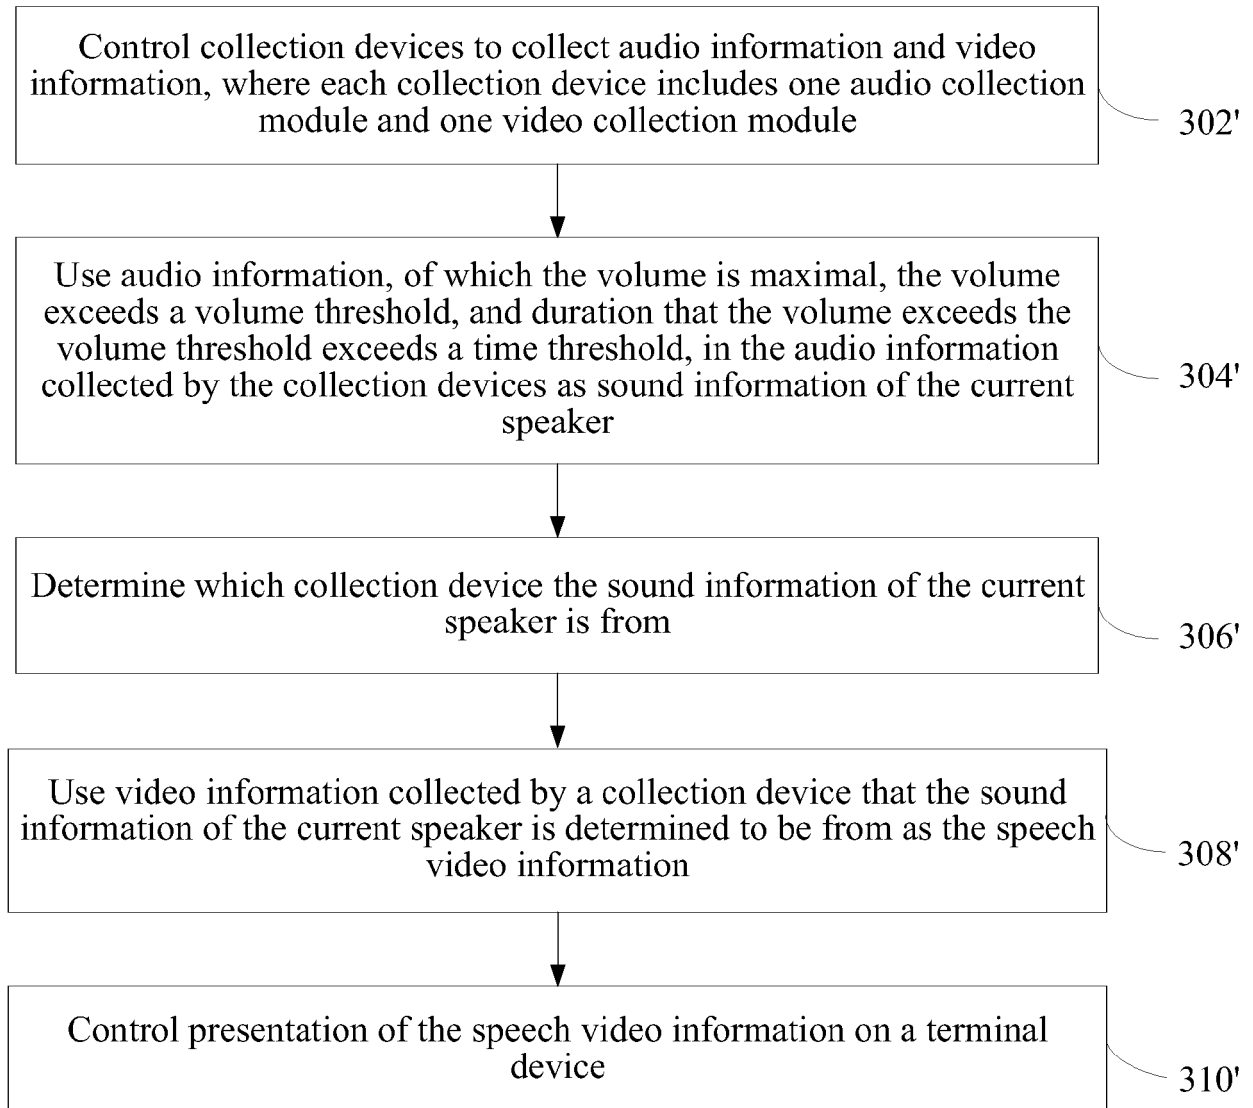 Control collection devices to collect audio information and video
information, where each collection device includes one audio collection
module and one video collection module
302'
Use audio information, of which the volume is maximal, the volume
exceeds a volume threshold, and duration that the volume exceeds the
volume threshold exceeds a time threshold, in the audio information
collected by the collection devices as sound information of the current
speaker
304'
Determine which collection device the sound information of the current
speaker is from
306'
Use video information collected by a collection device that the sound
information of the current speaker is determined to be from as the speech
video information
308'
Control presentation of the speech video information on a terminal
device
310'